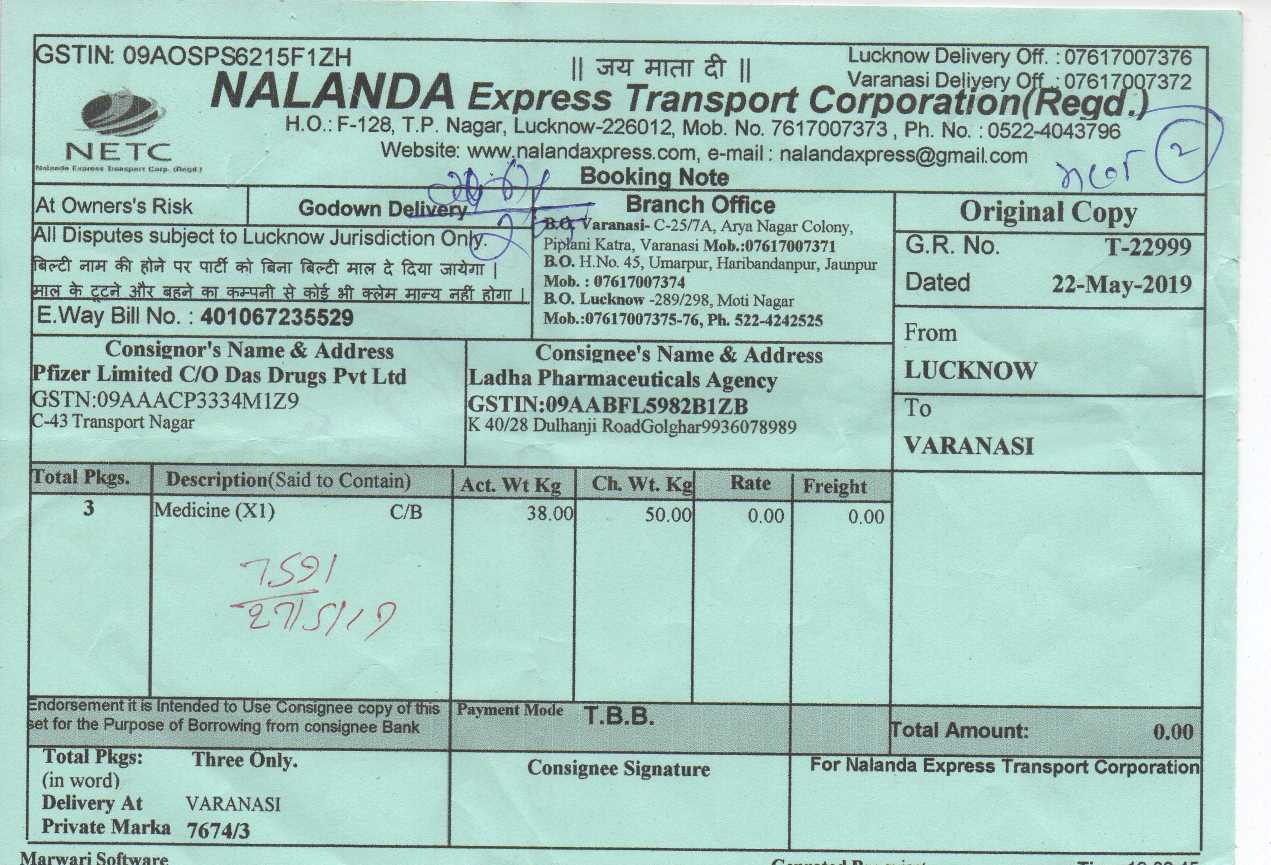 GSTIN: 09AOSPS6215F1ZH
|| जय माता दी ||
Lucknow Delivery Off. : 07617007376
Varanasi Delivery Off. : 07617007372
NALANDA Express Transport Corporation(Regd.)
H.O.: F-128, T.P. Nagar, Lucknow-226012, Mob. No. 7617007373 , Ph. No. : 0522-4043796
NETC
Nalanda Express Transport Corp. (Regd.)
Website: www.nalandaxpress.com, e-mail : nalandaxpress@gmail.com
2
Booking Note
At Owners's Risk
Godown Delivery
All Disputes subject to Lucknow Jurisdiction Only.
बिल्टी नाम की होने पर पार्टी को बिना बिल्टी माल दे दिया जायेगा |
माल के टूटने और बहने का कम्पनी से कोई भी क्लेम मान्य नहीं होगा |
E.Way Bill No. : 401067235529
Branch Office
B.O. Varanasi- C-25/7A, Arya Nagar Colony,
Piplani Katra, Varanasi Mob.:07617007371
B.O. H.No. 45, Umarpur, Haribandanpur, Jaunpur
Mob. : 07617007374
B.O. Lucknow -289/298, Moti Nagar
Mob.:07617007375-76, Ph. 522-4242525
Original Copy
G.R. No. T-22999
Dated 22-May-2019
From
LUCKNOW
To
VARANASI
Consignor's Name & Address
Pfizer Limited C/O Das Drugs Pvt Ltd
GSTN:09AAACP3334M1Z9
C-43 Transport Nagar
Consignee's Name & Address
Ladha Pharmaceuticals Agency
GSTIN:09AABFL5982B1ZB
K 40/28 Dulhanji RoadGolghar9936078989
Total Pkgs. Description(Said to Contain) Act. Wt Kg Ch. Wt. Kg Rate Freight
3 Medicine (X1) C/B 38.00 50.00 0.00 0.00
7591
27/5/19
Endorsement it is Intended to Use Consignee copy of this
set for the Purpose of Borrowing from consignee Bank
Payment Mode T.B.B.
Total Amount: 0.00
Total Pkgs: Three Only.
(in word)
Delivery At VARANASI
Private Marka 7674/3
Consignee Signature
For Nalanda Express Transport Corporation
Marwari Software